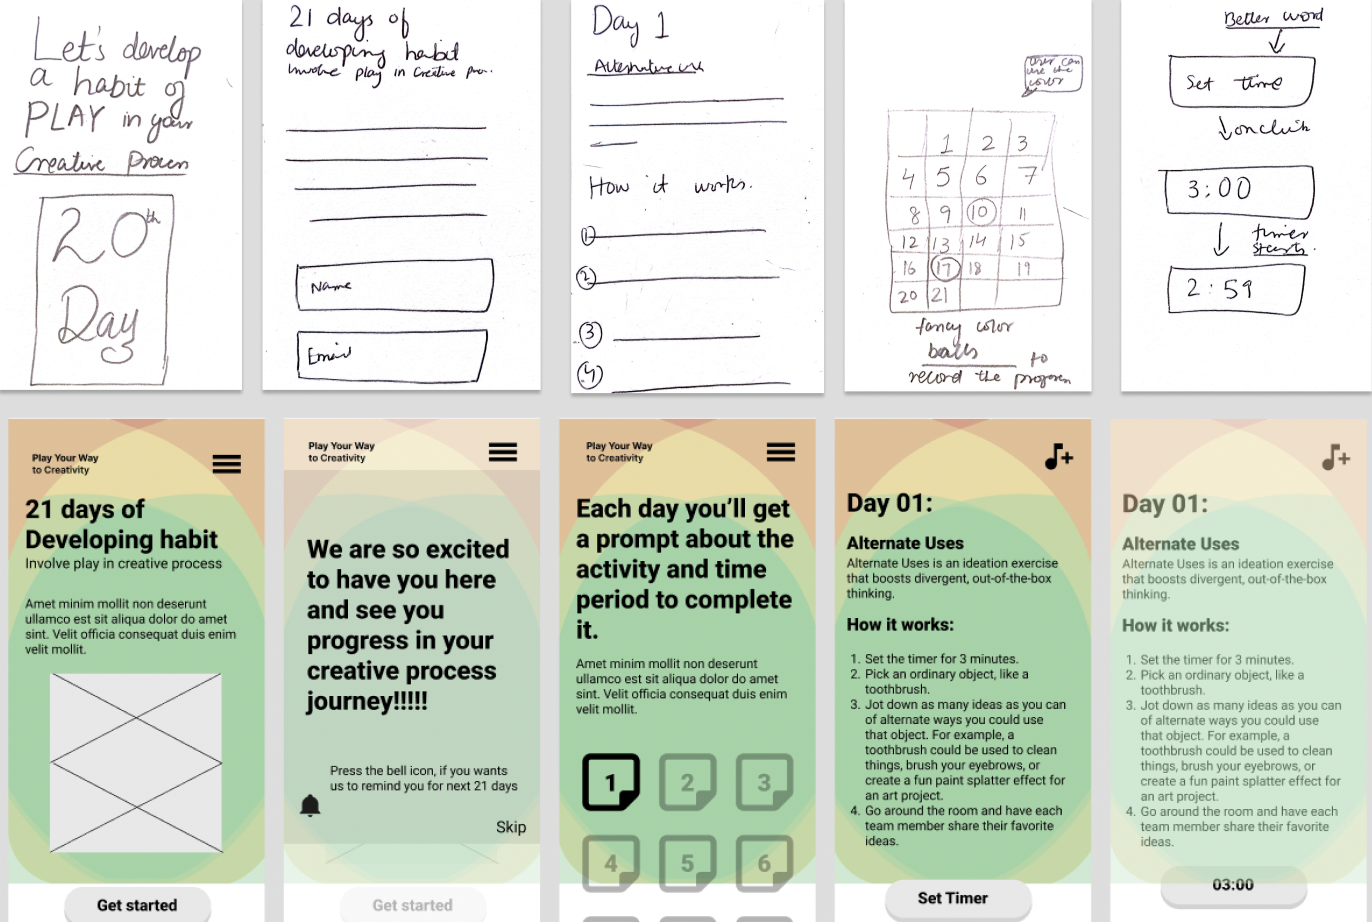 Let's develop
a habit of
PLAY in your
Creative Process
20th
Day
21 days of
developing habit
Involve play in Creative pro..
Name
Email
Day 1
Alternative use
How it works.
1
2
3
4
User can
use the
color
1 2 3
4 5 6 7
8 9 10 11
12 13 14 15
16 17 18 19
20 21
fancy color
balls to
record the progress
Better word
Set time
onclick
3:00
timer
starts.
2:59
Play Your Way
to Creativity
21 days of
Developing habit
Involve play in creative process
Amet minim mollit non deserunt
ullamco est sit aliqua dolor do amet
sint. Velit officia consequat duis enim
velit mollit.
Get started
Play Your Way
to Creativity
We are so excited
to have you here
and see you
progress in your
creative process
journey!!!!!
Press the bell icon, if you wants
us to remind you for next 21 days
Skip
Get started
Play Your Way
to Creativity
Each day you'll get
a prompt about the
activity and time
period to complete
it.
Amet minim mollit non deserunt
ullamco est sit aliqua dolor do amet
sint. Velit officia consequat duis enim
velit mollit.
1 2 3
4 5 6
Day 01:
Alternate Uses
Alternate Uses is an ideation exercise
that boosts divergent, out-of-the-box
thinking.
How it works:
1. Set the timer for 3 minutes.
2. Pick an ordinary object, like a
toothbrush.
3. Jot down as many ideas as you can
of alternate ways you could use
that object. For example, a
toothbrush could be used to clean
things, brush your eyebrows, or
create a fun paint splatter effect for
an art project.
4. Go around the room and have each
team member share their favorite
ideas.
Set Timer
Day 01:
Alternate Uses
Alternate Uses is an ideation exercise
that boosts divergent, out-of-the-box
thinking.
How it works:
1. Set the timer for 3 minutes.
2. Pick an ordinary object, like a
toothbrush.
3. Jot down as many ideas as you can
of alternate ways you could use
that object. For example, a
toothbrush could be used to clean
things, brush your eyebrows, or
create a fun paint splatter effect for
an art project.
4. Go around the room and have each
team member share their favorite
ideas.
03:00